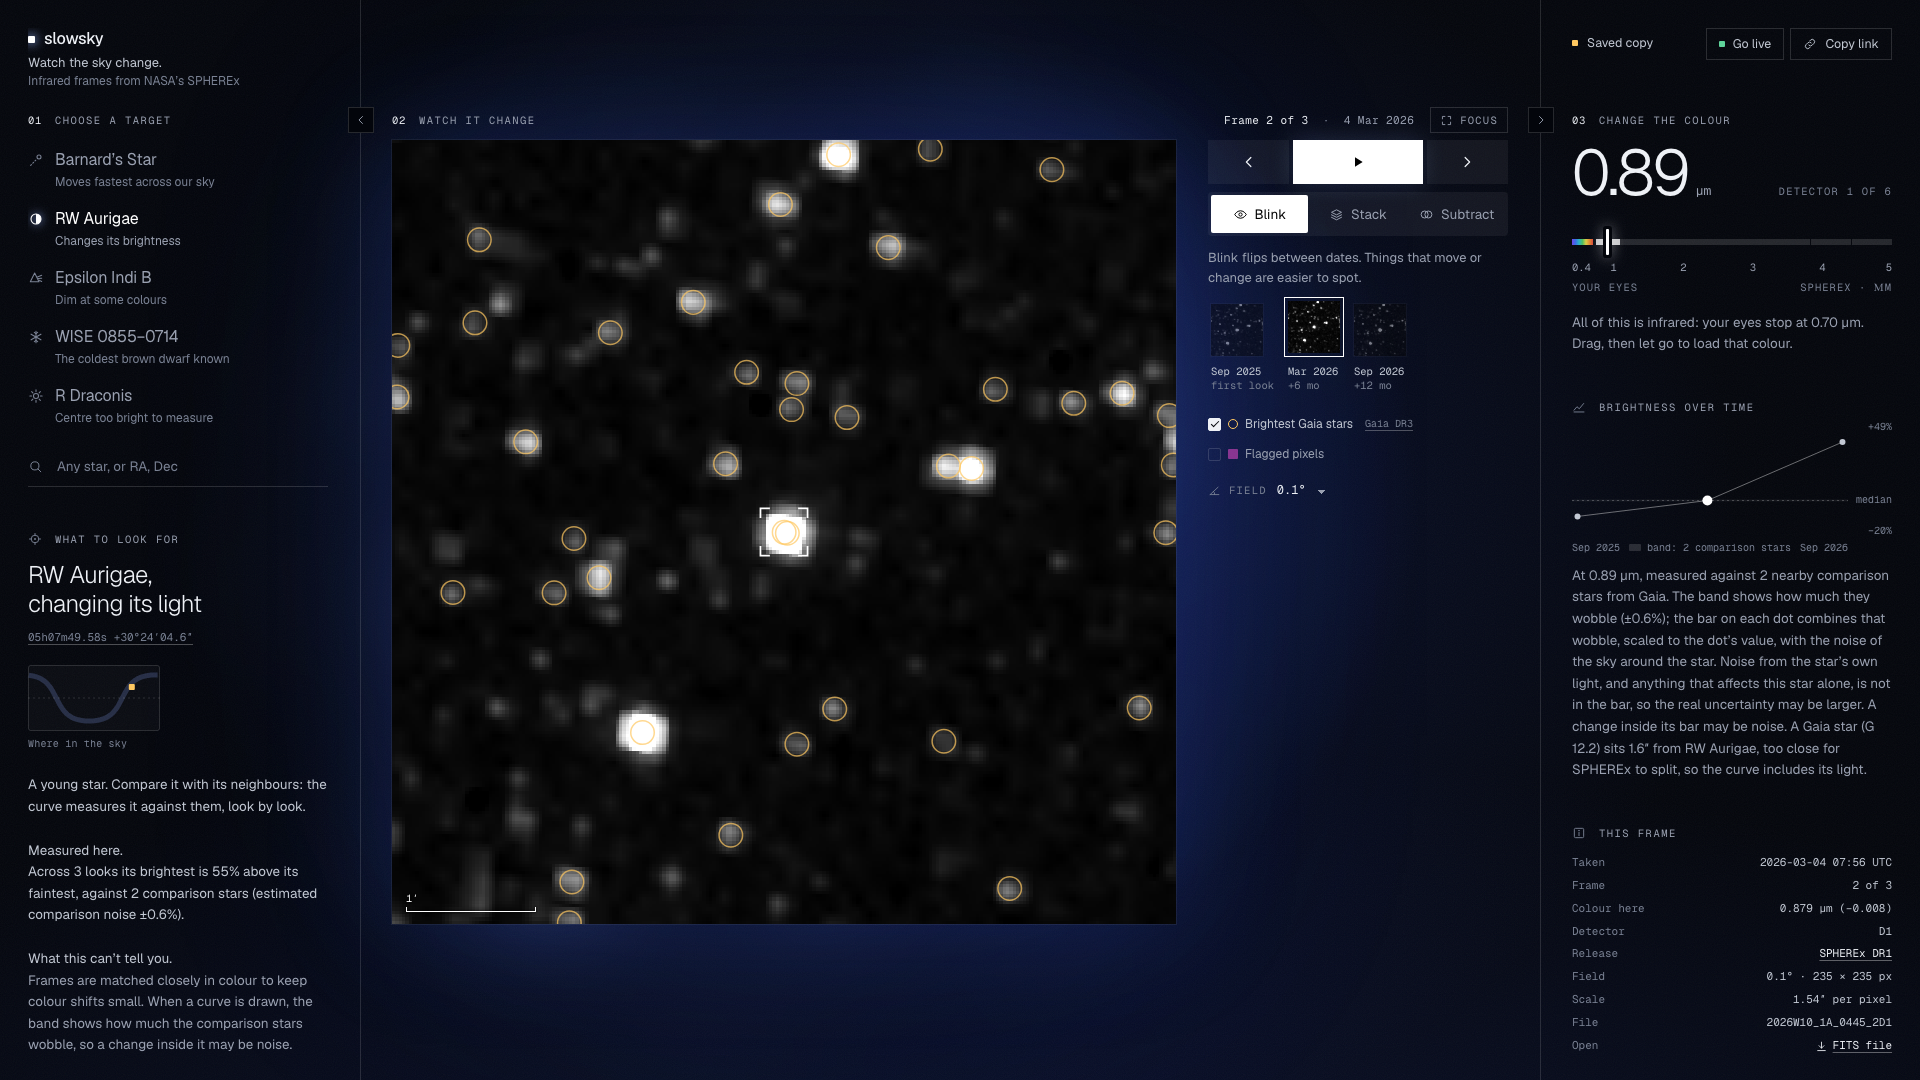 slowsky
Watch the sky change.
Infrared frames from NASA's SPHEREx
01 CHOOSE A TARGET
Barnard's Star
Moves fastest across our sky
RW Aurigae
Changes its brightness
Epsilon Indi B
Dim at some colours
WISE 0855–0714
The coldest brown dwarf known
R Draconis
Centre too bright to measure
Any star, or RA, Dec
WHAT TO LOOK FOR
RW Aurigae,
changing its light
05h07m49.58s +30°24'04.6"
Where in the sky
A young star. Compare it with its neighbours: the
curve measures it against them, look by look.
Measured here.
Across 3 looks its brightest is 55% above its
faintest, against 2 comparison stars (estimated
comparison noise ±0.6%).
What this can't tell you.
Frames are matched closely in colour to keep
colour shifts small. When a curve is drawn, the
band shows how much the comparison stars
wobble, so a change inside it may be noise.
02 WATCH IT CHANGE
Frame 2 of 3 · 4 Mar 2026
FOCUS
1'
Blink
Stack
Subtract
Blink flips between dates. Things that move or
change are easier to spot.
Sep 2025 Mar 2026 Sep 2026
first look +6 mo +12 mo
Brightest Gaia stars Gaia DR3
Flagged pixels
FIELD 0.1°
Saved copy
Go live
Copy link
03 CHANGE THE COLOUR
0.89 µm
DETECTOR 1 OF 6
0.4 1 2 3 4 5
YOUR EYES SPHEREX · MM
All of this is infrared: your eyes stop at 0.70 µm.
Drag, then let go to load that colour.
BRIGHTNESS OVER TIME
+49%
median
−20%
Sep 2025 band: 2 comparison stars Sep 2026
At 0.89 µm, measured against 2 nearby comparison
stars from Gaia. The band shows how much they
wobble (±0.6%); the bar on each dot combines that
wobble, scaled to the dot's value, with the noise of
the sky around the star. Noise from the star's own
light, and anything that affects this star alone, is not
in the bar, so the real uncertainty may be larger. A
change inside its bar may be noise. A Gaia star (G
12.2) sits 1.6″ from RW Aurigae, too close for
SPHEREx to split, so the curve includes its light.
THIS FRAME
Taken 2026-03-04 07:56 UTC
Frame 2 of 3
Colour here 0.879 µm (−0.008)
Detector D1
Release SPHEREx DR1
Field 0.1° · 235 × 235 px
Scale 1.54″ per pixel
File 2026W10_1A_0445_2D1
Open FITS file